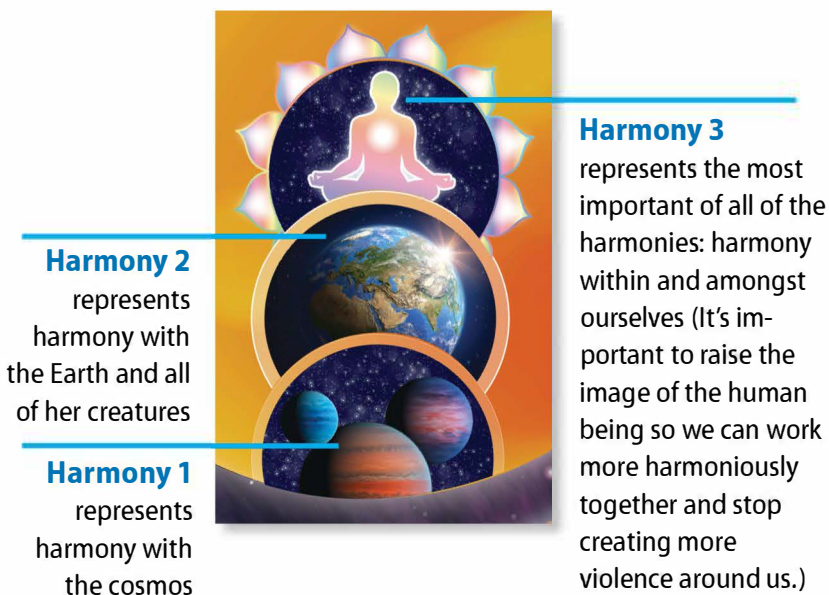 Harmony 3
represents the most
important of all of the
harmonies: harmony
within and amongst
ourselves (It's im-
portant to raise the
image of the human
being so we can work
more harmoniously
together and stop
creating more
violence around us.)
Harmony 2
represents
harmony with
the Earth and all
of her creatures
Harmony 1
represents
harmony with
the cosmos